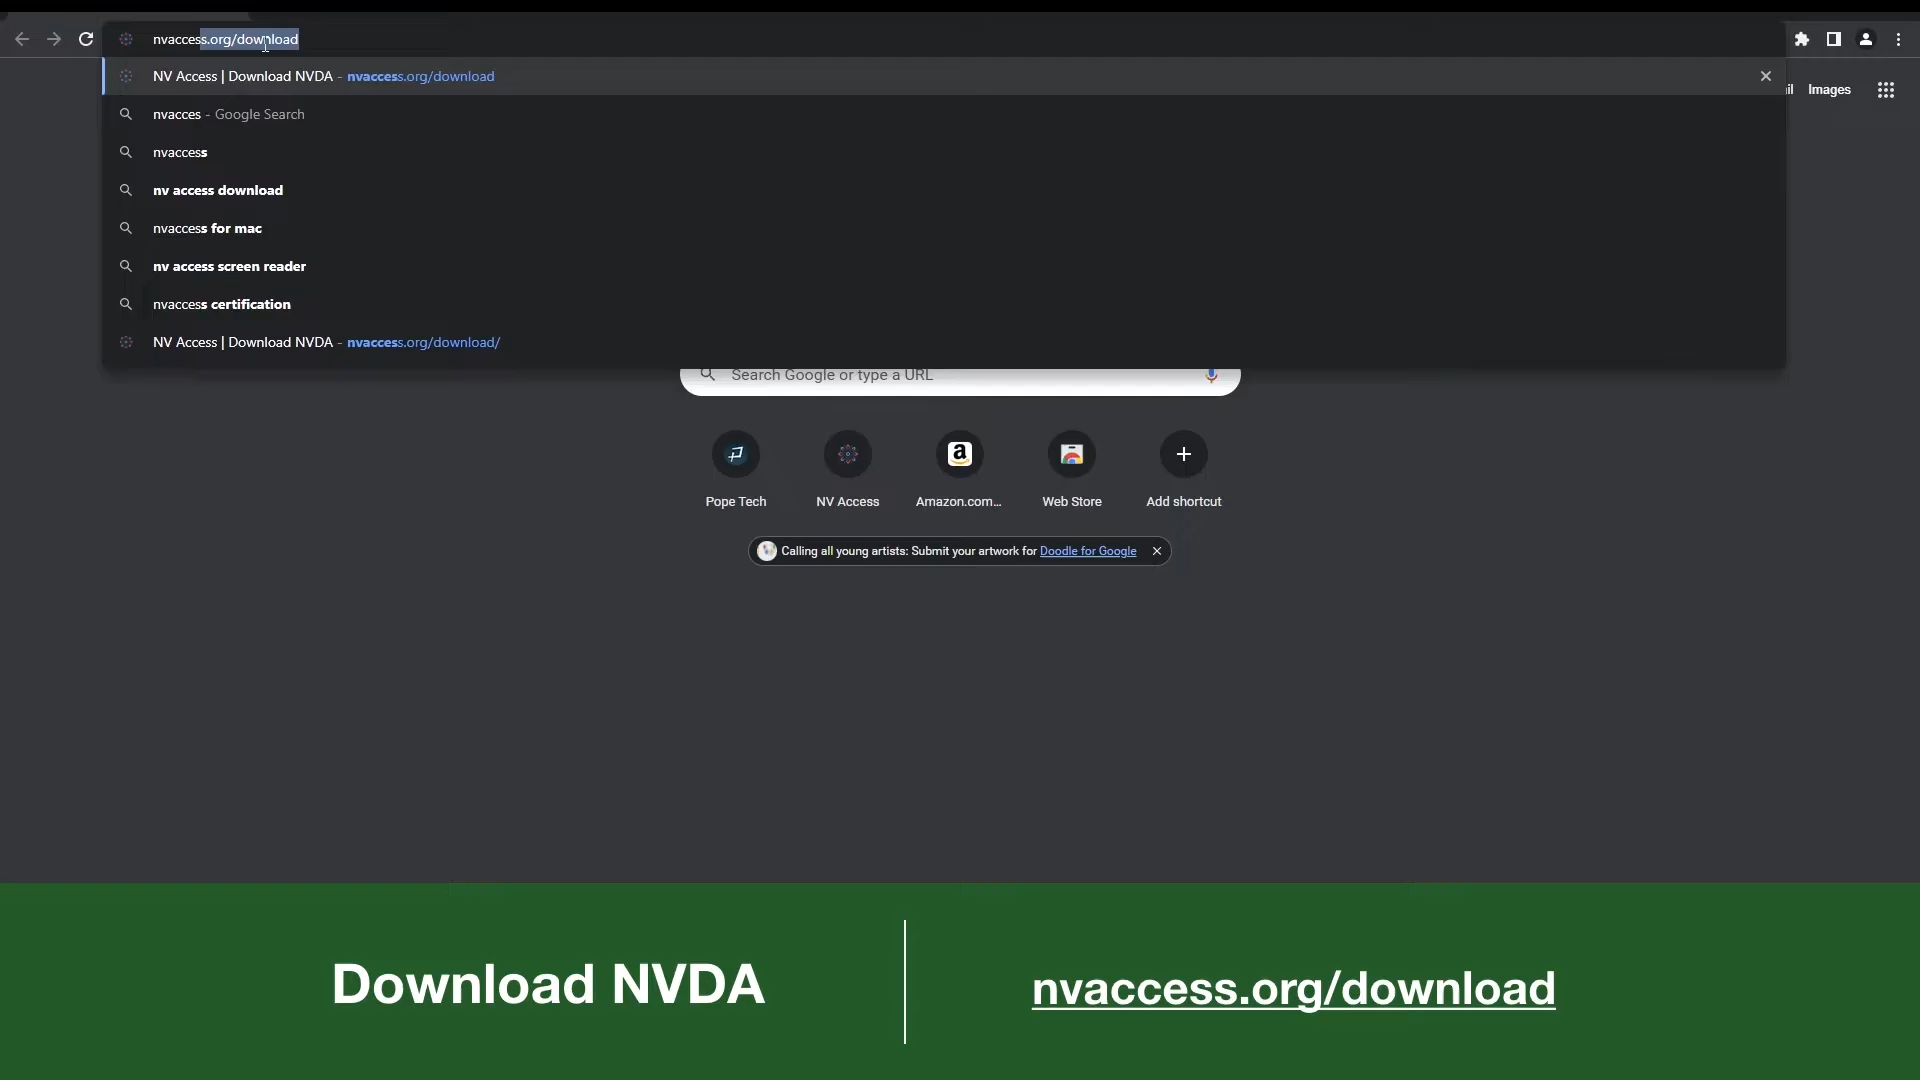 nvaccess.org/download
NV Access | Download NVDA - nvaccess.org/download
nvacces - Google Search
nvaccess
nv access download
nvaccess for mac
nv access screen reader
nvaccess certification
NV Access | Download NVDA - nvaccess.org/download/
il Images
Search Google or type a URL
Pope Tech NV Access Amazon.com... Web Store Add shortcut
Calling all young artists: Submit your artwork for Doodle for Google
Download NVDA
nvaccess.org/download